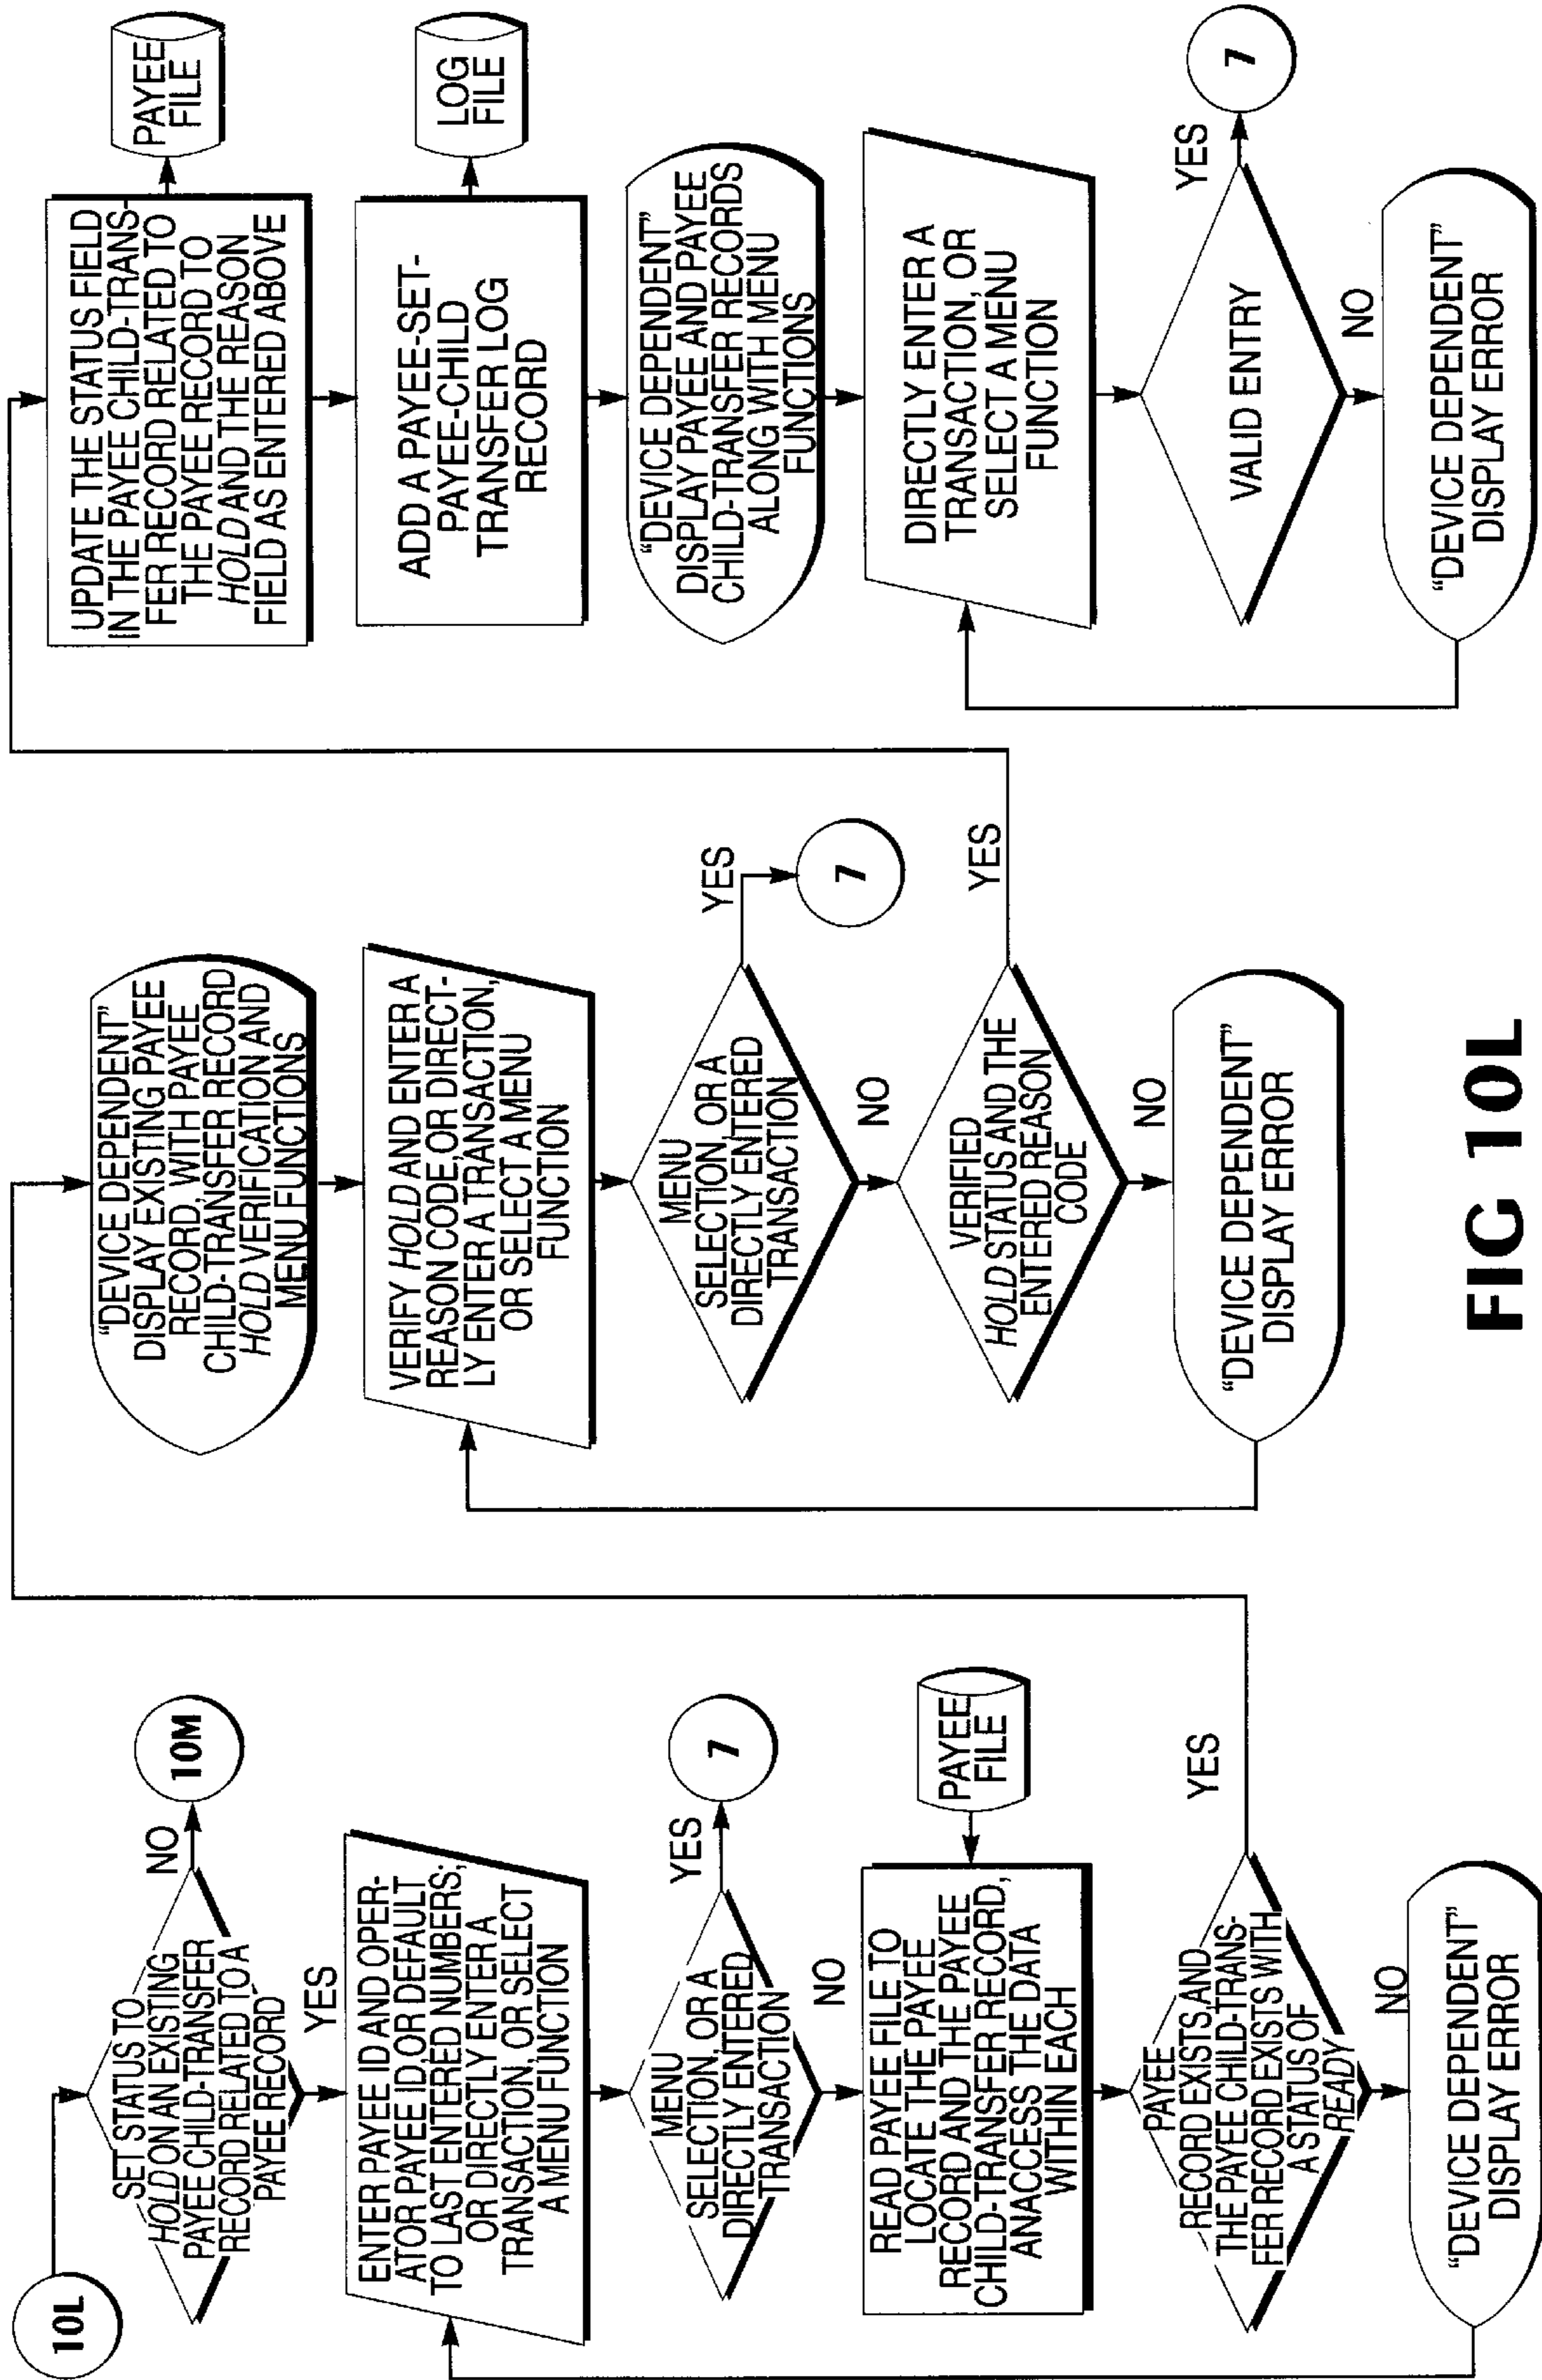 10L
SET STATUS TO
HOLD ON AN EXISTING
PAYEE CHILD-TRANSFER
RECORD RELATED TO A
PAYEE RECORD
NO
10M
YES
ENTER PAYEE ID AND OPER-
ATOR PAYEE ID OR DEFAULT
TO LAST ENTERED NUMBERS;
OR DIRECTLY ENTER A
TRANSACTION, OR SELECT
A MENU FUNCTION
MENU
SELECTION, OR A
DIRECTLY ENTERED
TRANSACTION
YES
7
NO
READ PAYEE FILE TO
LOCATE THE PAYEE
RECORD AND THE PAYEE
CHILD-TRANSFER RECORD,
ANACCESS THE DATA
WITHIN EACH
PAYEE
FILE
PAYEE
RECORD EXISTS AND
THE PAYEE CHILD-TRANS-
FER RECORD EXISTS WITH
A STATUS OF
READY
YES
NO
“DEVICE DEPENDENT”
DISPLAY ERROR
“DEVICE DEPENDENT”
DISPLAY EXISTING PAYEE
RECORD, WITH PAYEE
CHILD-TRANSFER RECORD
HOLD VERIFICATION AND
MENU FUNCTIONS
VERIFY HOLD AND ENTER A
REASON CODE, OR DIRECT-
LY ENTER A TRANSACTION,
OR SELECT A MENU
FUNCTION
MENU
SELECTION, OR A
DIRECTLY ENTERED
TRANSACTION
YES
7
NO
VERIFIED
HOLD STATUS AND THE
ENTERED REASON
CODE
YES
NO
“DEVICE DEPENDENT”
DISPLAY ERROR
UPDATE THE STATUS FIELD
IN THE PAYEE CHILD-TRANS-
FER RECORD RELATED TO
THE PAYEE RECORD TO
HOLD AND THE REASON
FIELD AS ENTERED ABOVE
PAYEE
FILE
ADD A PAYEE-SET-
PAYEE-CHILD
TRANSFER LOG
RECORD
LOG
FILE
“DEVICE DEPENDENT”
DISPLAY PAYEE AND PAYEE
CHILD-TRANSFER RECORDS
ALONG WITH MENU
FUNCTIONS
DIRECTLY ENTER A
TRANSACTION, OR
SELECT A MENU
FUNCTION
VALID ENTRY
YES
7
NO
“DEVICE DEPENDENT”
DISPLAY ERROR
FIG 10L